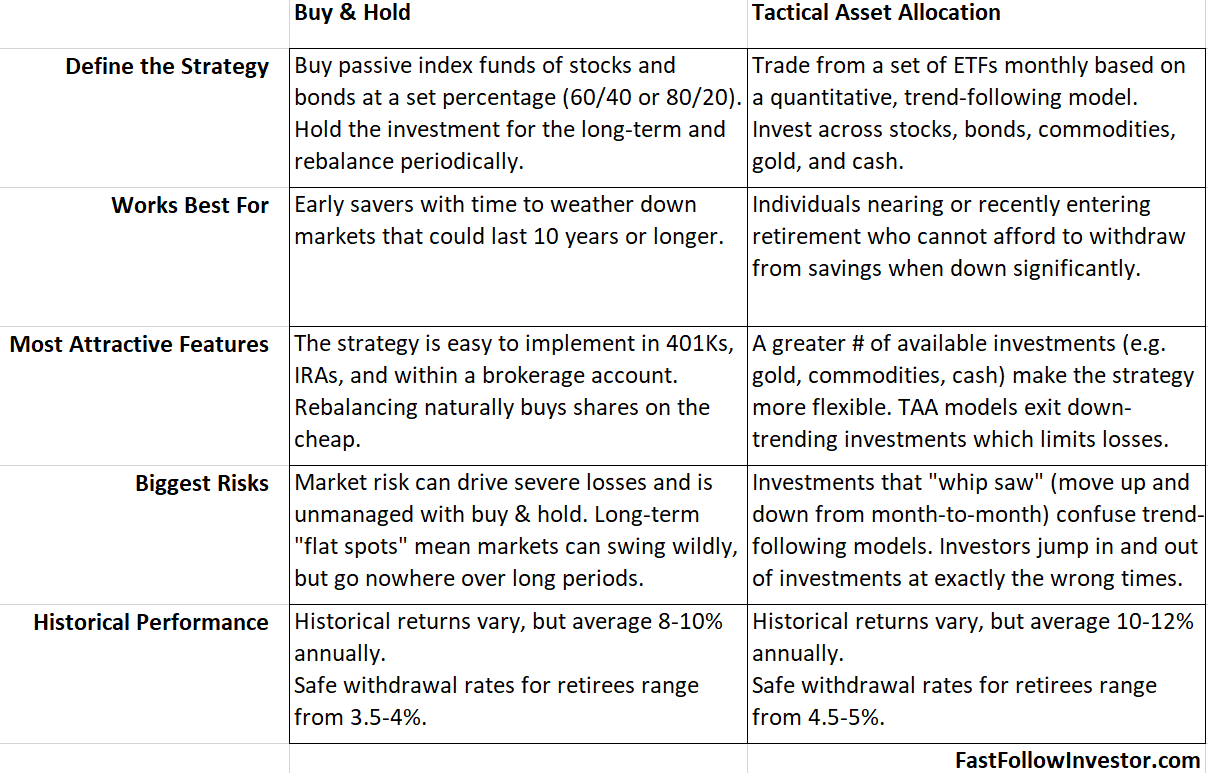 Buy & Hold
Tactical Asset Allocation
Define the Strategy
Buy passive index funds of stocks and
bonds at a set percentage (60/40 or 80/20).
Hold the investment for the long-term and
rebalance periodically.
Trade from a set of ETFs monthly based on
a quantitative, trend-following model.
Invest across stocks, bonds, commodities,
gold, and cash.
Works Best For
Early savers with time to weather down
markets that could last 10 years or longer.
Individuals nearing or recently entering
retirement who cannot afford to withdraw
from savings when down significantly.
Most Attractive Features
The strategy is easy to implement in 401Ks,
IRAs, and within a brokerage account.
Rebalancing naturally buys shares on the
cheap.
A greater # of available investments (e.g.
gold, commodities, cash) make the strategy
more flexible. TAA models exit down-
trending investments which limits losses.
Biggest Risks
Market risk can drive severe losses and is
unmanaged with buy & hold. Long-term
"flat spots" mean markets can swing wildly,
but go nowhere over long periods.
Investments that "whip saw" (move up and
down from month-to-month) confuse trend-
following models. Investors jump in and out
of investments at exactly the wrong times.
Historical Performance
Historical returns vary, but average 8-10%
annually.
Safe withdrawal rates for retirees range
from 3.5-4%.
Historical returns vary, but average 10-12%
annually.
Safe withdrawal rates for retirees range
from 4.5-5%.
FastFollowInvestor.com